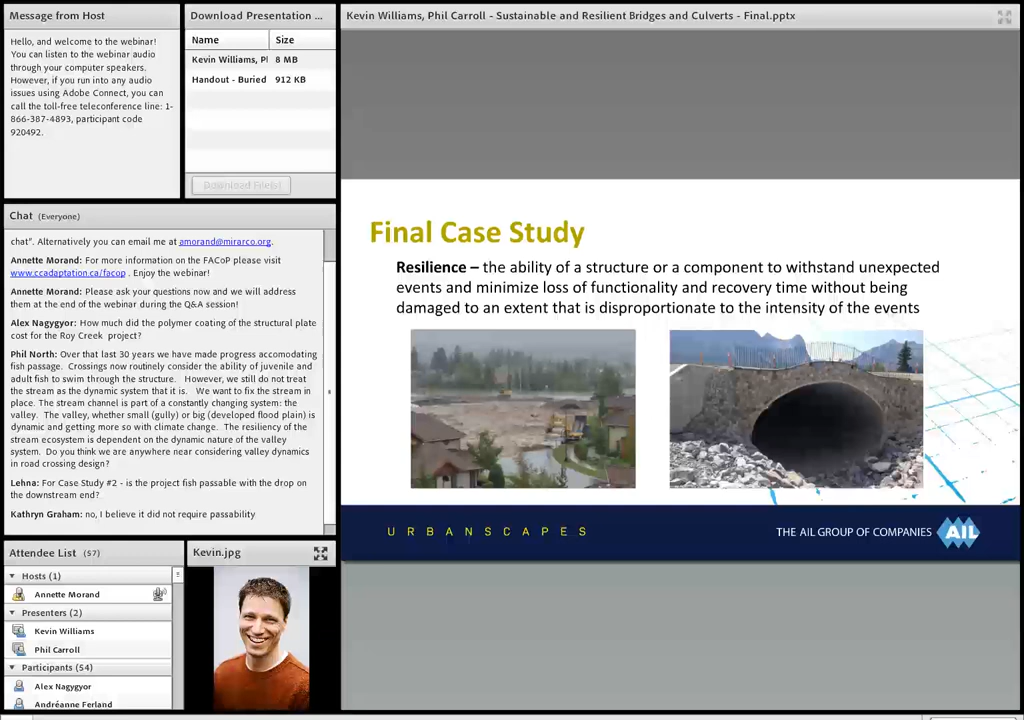 Message from Host
Hello, and welcome to the webinar!
You can listen to the webinar audio
through your computer speakers.
However, if you run into any audio
issues using Adobe Connect, you can
call the toll-free teleconference line: 1-
866-387-4893, participant code
920492.
Download Presentation ...
Name Size
Kevin Williams, Pl 8 MB
Handout - Buried 912 KB
Download File(s)
Chat (Everyone)
chat". Alternatively you can email me at amorand@mirarco.org.
Annette Morand: For more information on the FACoP please visit
www.ccadaptation.ca/facop . Enjoy the webinar!
Annette Morand: Please ask your questions now and we will address
them at the end of the webinar during the Q&A session!
Alex Nagygyor: How much did the polymer coating of the structural plate
cost for the Roy Creek project?
Phil North: Over that last 30 years we have made progress accomodating
fish passage. Crossings now routinely consider the ability of juvenile and
adult fish to swim through the structure. However, we still do not treat
the stream as the dynamic system that it is. We want to fix the stream in
place. The stream channel is part of a constantly changing system: the
valley. The valley, whether small (gully) or big (developed flood plain) is
dynamic and getting more so with climate change. The resiliency of the
stream ecosystem is dependent on the dynamic nature of the valley
system. Do you think we are anywhere near considering valley dynamics
in road crossing design?
Lehna: For Case Study #2 - is the project fish passable with the drop on
the downstream end?
Kathryn Graham: no, I believe it did not require passability
Attendee List (57)
Hosts (1)
Annette Morand
Presenters (2)
Kevin Williams
Phil Carroll
Participants (54)
Alex Nagygyor
Andréanne Ferland
Kevin.jpg
Kevin Williams, Phil Carroll - Sustainable and Resilient Bridges and Culverts - Final.pptx
Final Case Study
Resilience – the ability of a structure or a component to withstand unexpected
events and minimize loss of functionality and recovery time without being
damaged to an extent that is disproportionate to the intensity of the events
URBANSCAPES
THE AIL GROUP OF COMPANIES AIL